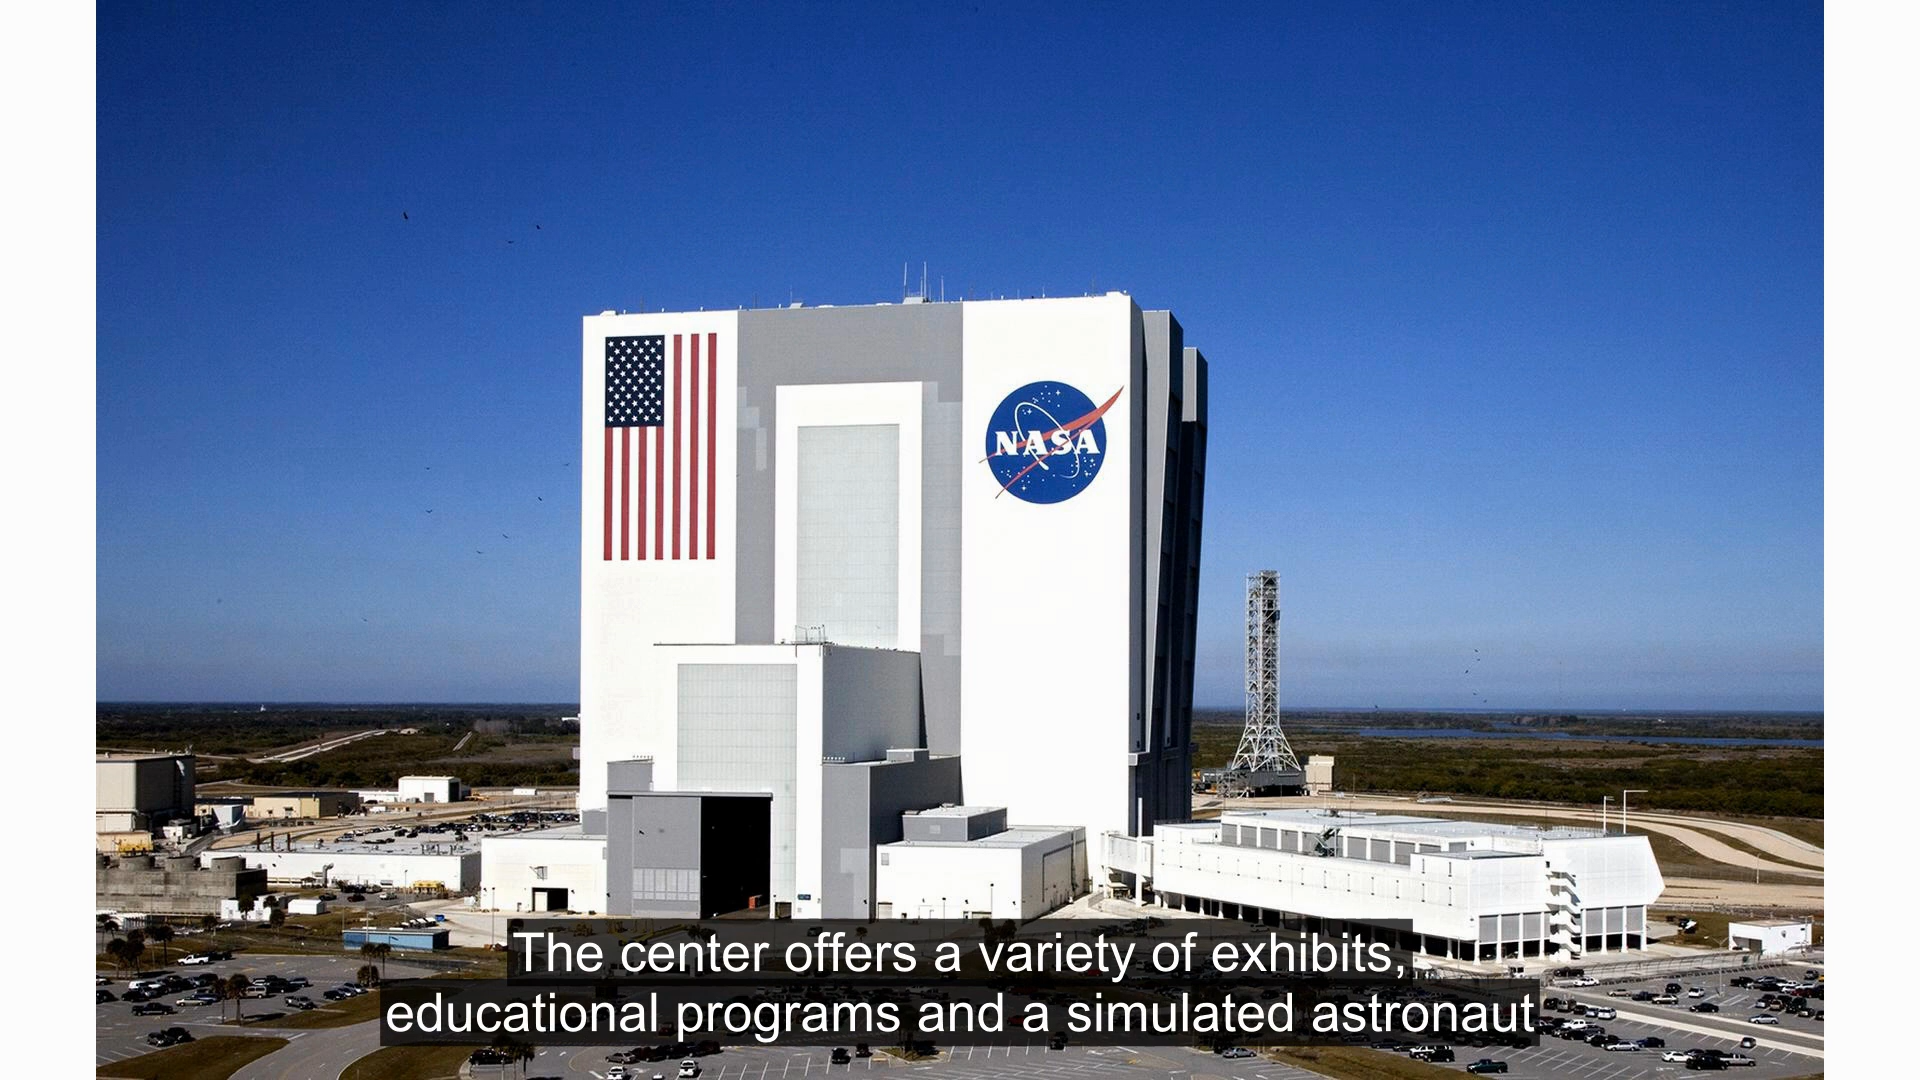 NASA
The center offers a variety of exhibits,
educational programs and a simulated astronaut